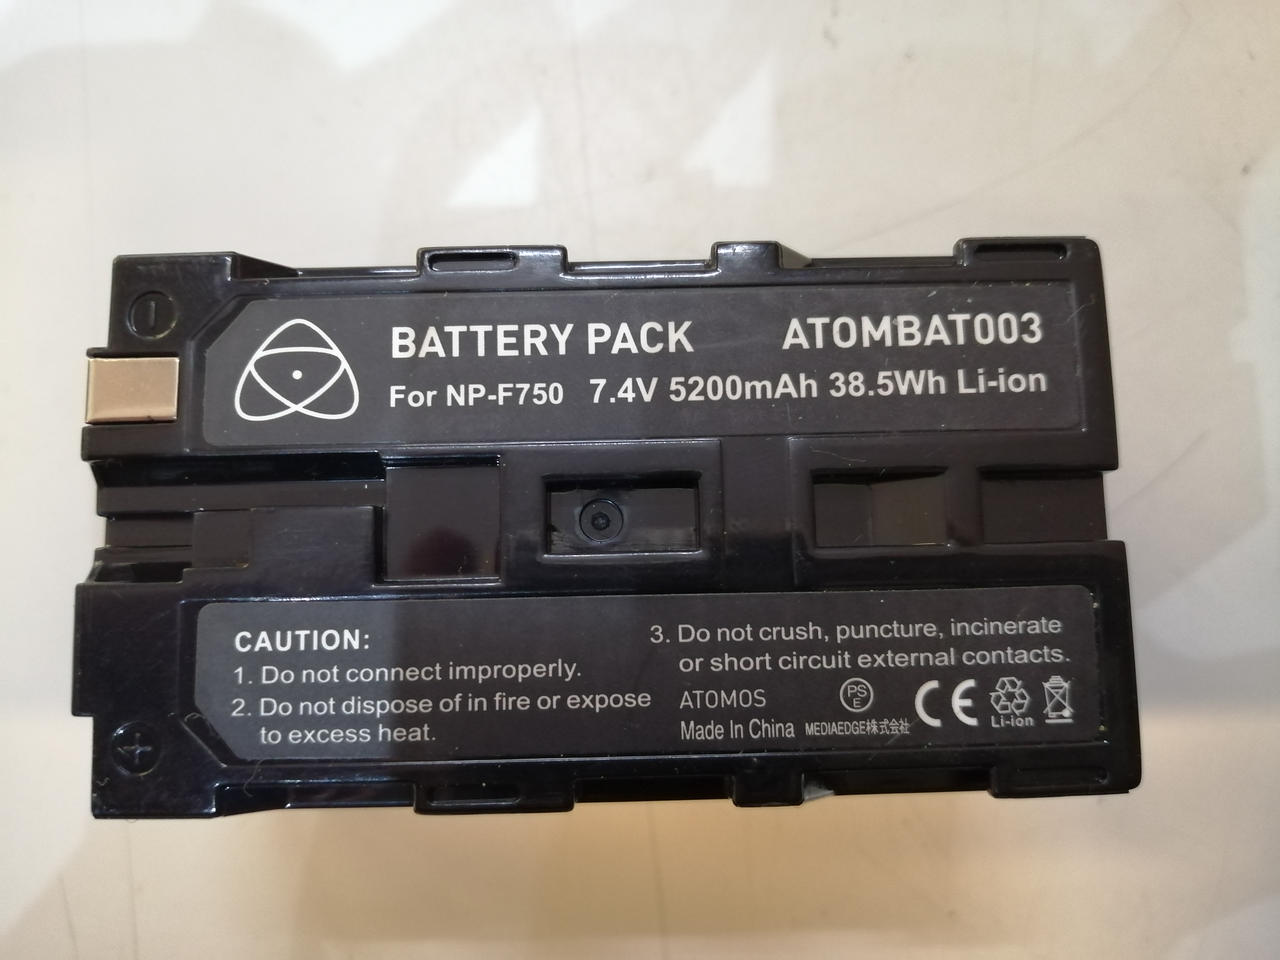 BATTERY PACK ATOMBAT003
For NP-F750 7.4V 5200mAh 38.5Wh Li-ion
CAUTION:
1. Do not connect improperly.
2. Do not dispose of in fire or expose
to excess heat.
3. Do not crush, puncture, incinerate
or short circuit external contacts.
ATOMOS
PS
E
Made In China MEDIAEDGE株式会社
CE
Li-ion